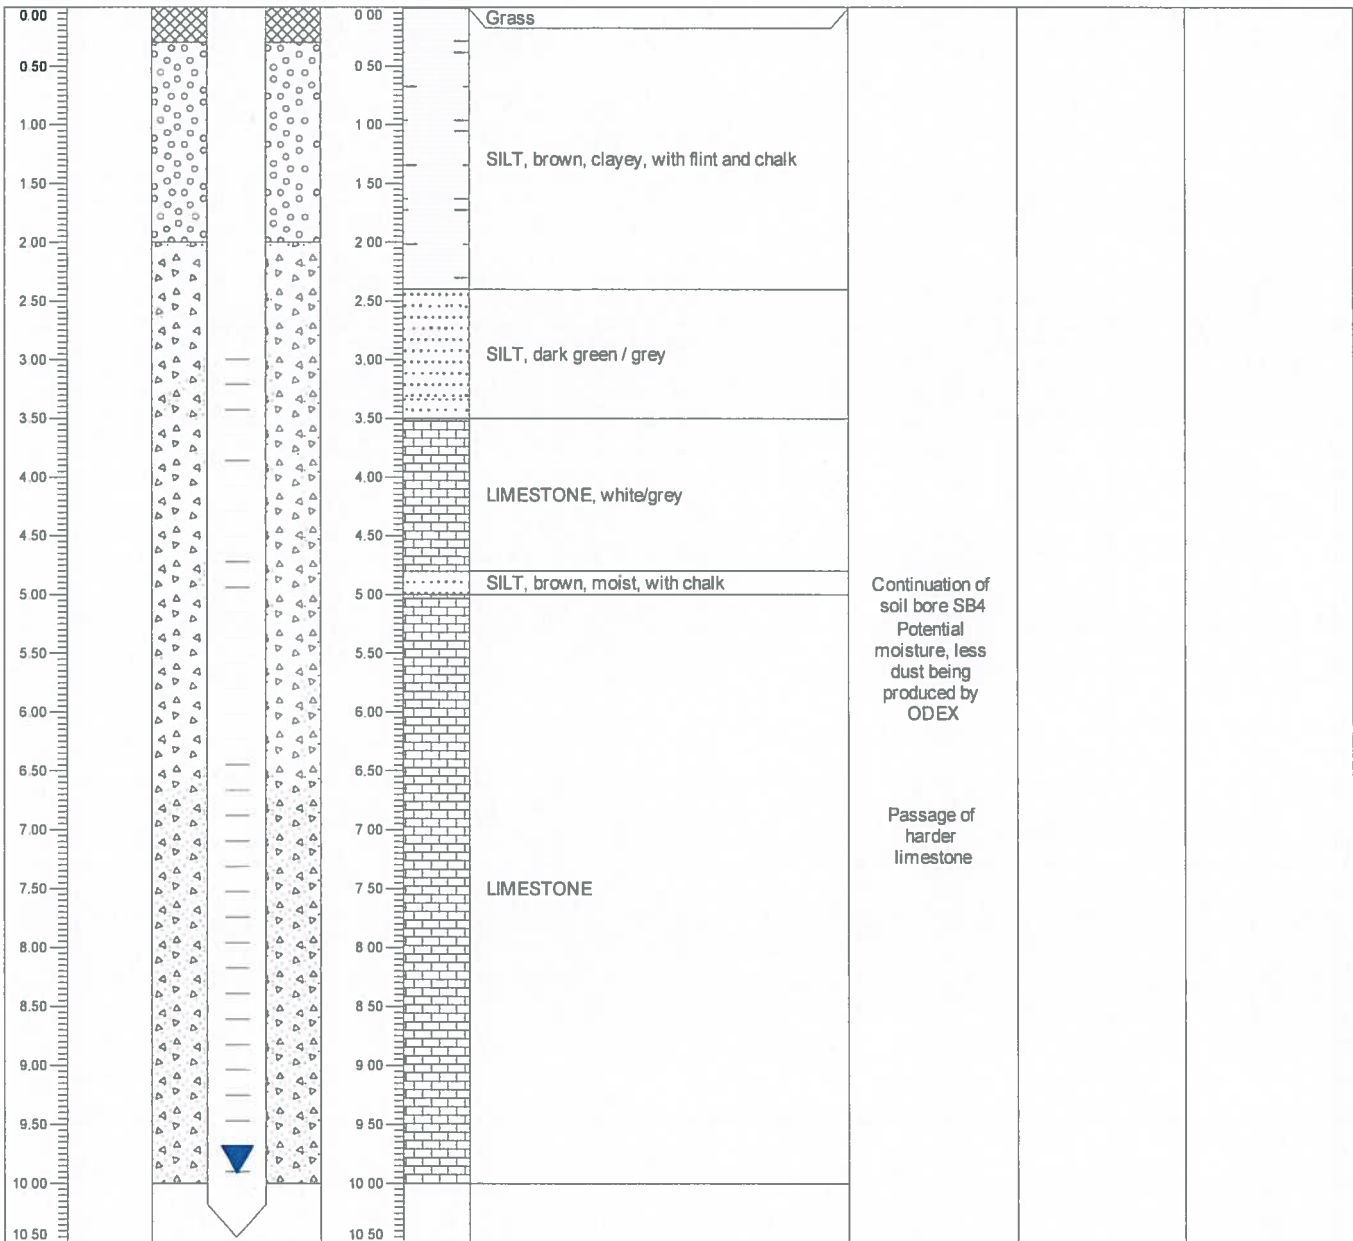 0.00
0.50
1.00
1.50
2.00
2.50
3.00
3.50
4.00
4.50
5.00
5.50
6.00
6.50
7.00
7.50
8.00
8.50
9.00
9.50
10 00
10 50
0 00
0 50
1 00
1 50
2 00
2 50
3.00
3.50
4.00
4 50
5 00
5 50
6 00
6 50
7 00
7 50
8 00
8 50
9 00
9 50
10 00
10 50
Grass
SILT, brown, clayey, with flint and chalk
SILT, dark green / grey
LIMESTONE, white/grey
SILT, brown, moist, with chalk
LIMESTONE
Continuation of
soil bore SB4
Potential
moisture, less
dust being
produced by
ODEX
Passage of
harder
limestone